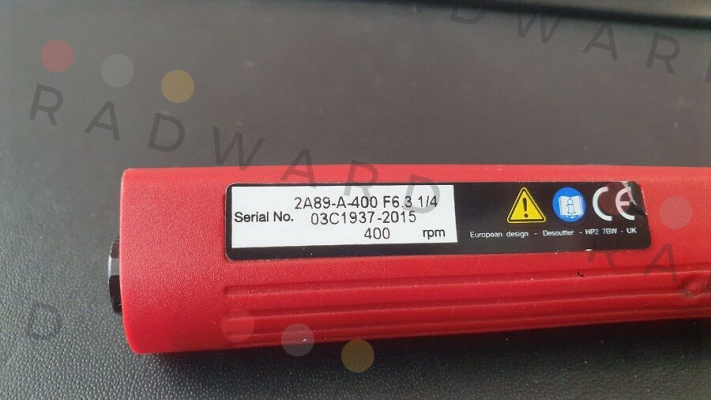 RADWARD
2A89-A-400 F6.3 1/4
Serial No. 03C1937-2015
400 rpm
CE
European design - Desoutter - HP2 7BW - UK